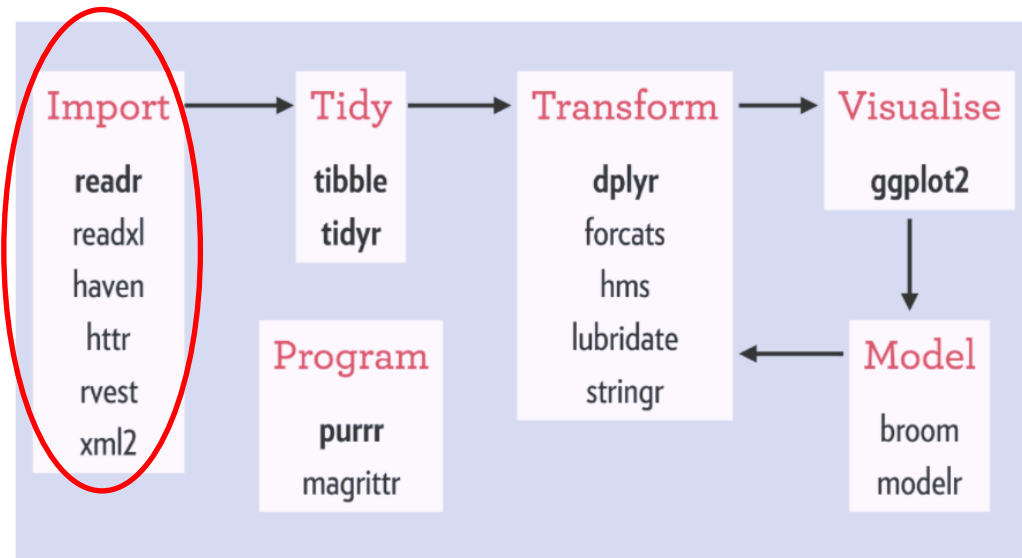 Import
readr
readxl
haven
httr
rvest
xml2
Tidy
tibble
tidyr
Program
purrr
magrittr
Transform
dplyr
forcats
hms
lubridate
stringr
Visualise
ggplot2
Model
broom
modelr